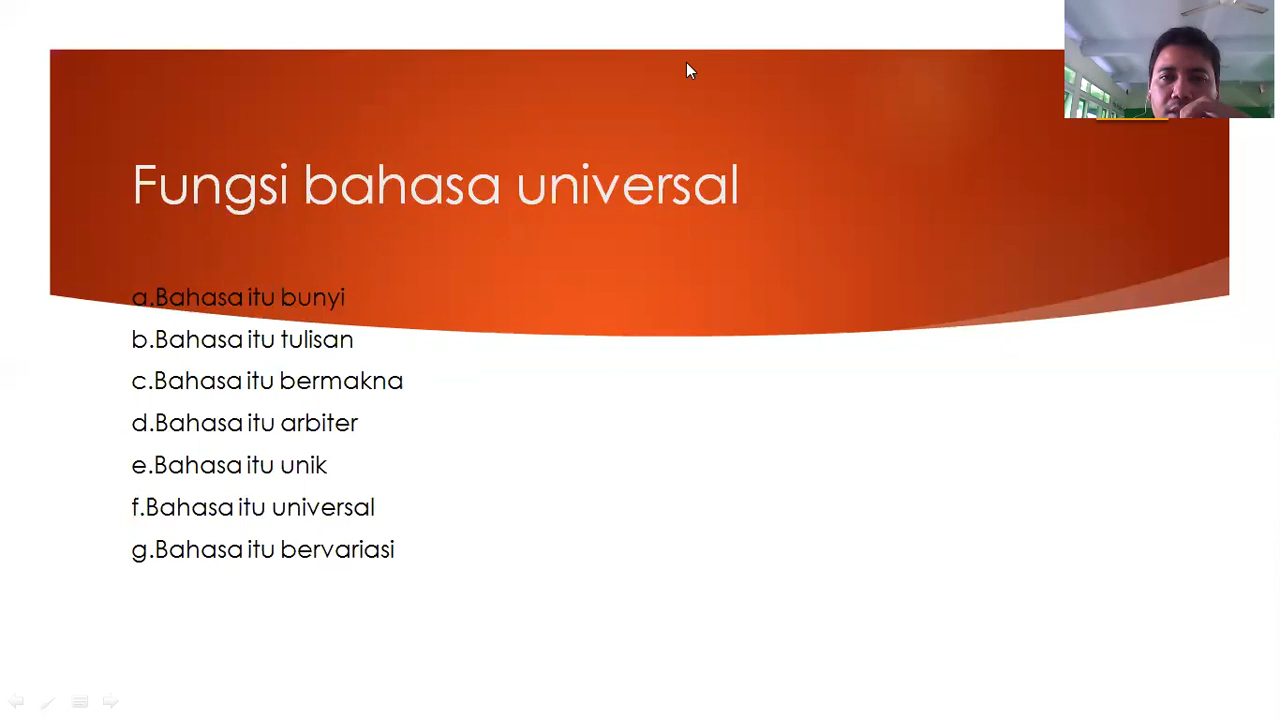 Fungsi bahasa universal
a.Bahasa itu bunyi
b.Bahasa itu tulisan
c.Bahasa itu bermakna
d.Bahasa itu arbiter
e.Bahasa itu unik
f.Bahasa itu universal
g.Bahasa itu bervariasi